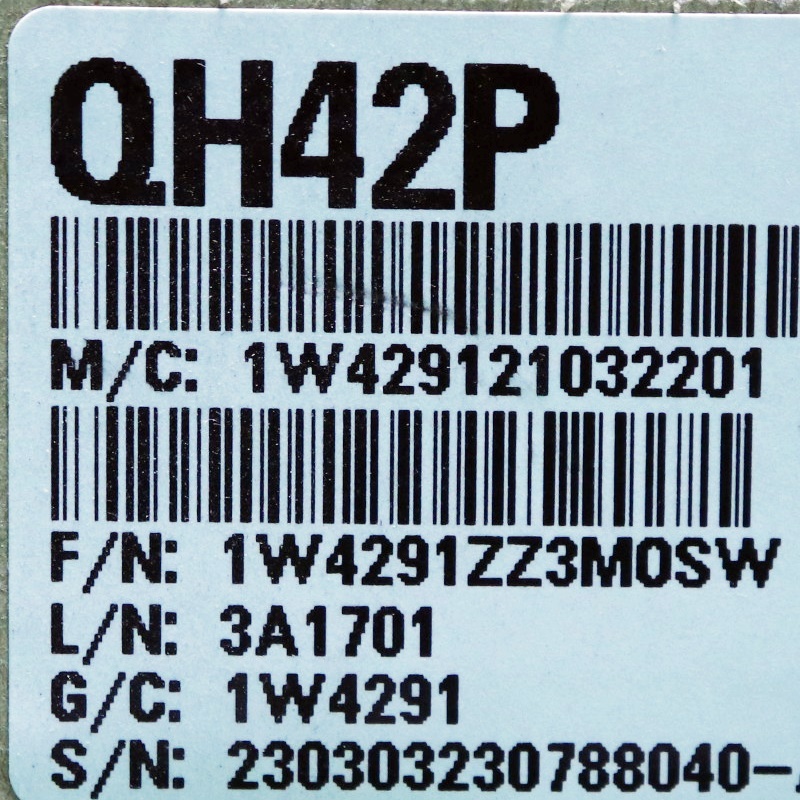 QH42P
M/C: 1W429121032201
F/N: 1W4291ZZ3M0SW
L/N: 3A1701
G/C: 1W4291
S/N: 230303230788040-